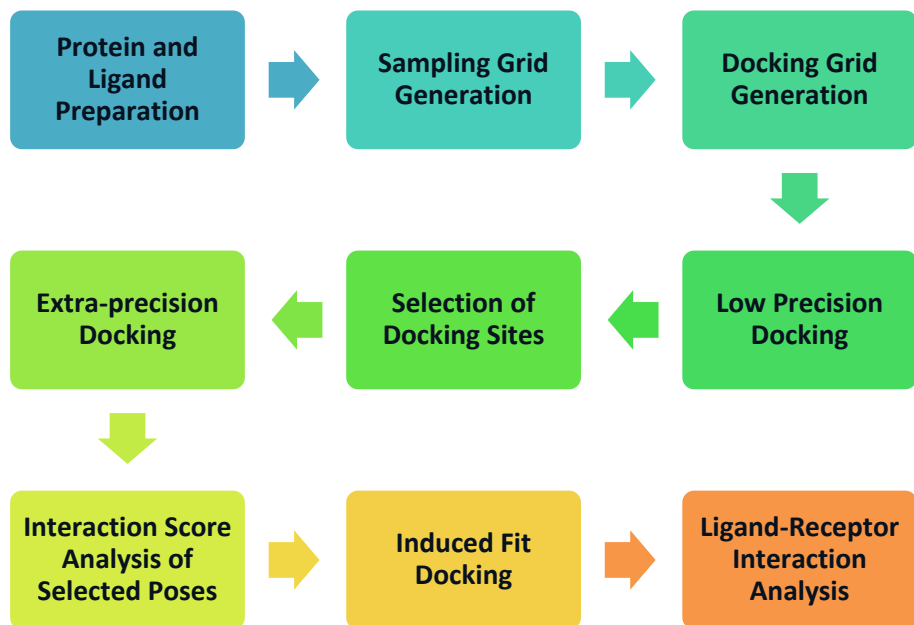 Protein and
Ligand
Preparation
Sampling Grid
Generation
Docking Grid
Generation
Low Precision
Docking
Selection of
Docking Sites
Extra-precision
Docking
Interaction Score
Analysis of
Selected Poses
Induced Fit
Docking
Ligand-Receptor
Interaction
Analysis